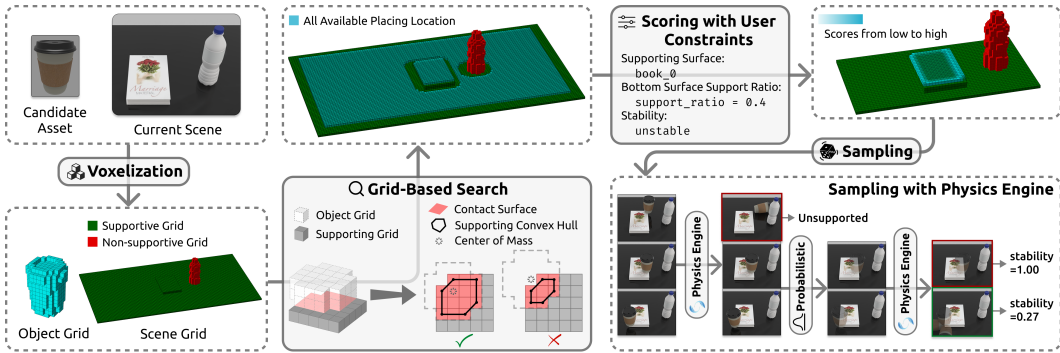 Candidate
Asset
Current Scene
Voxelization
Supportive Grid
Non-supportive Grid
Object Grid
Scene Grid
All Available Placing Location
Grid-Based Search
Object Grid
Supporting Grid
Contact Surface
Supporting Convex Hull
Center of Mass
Scoring with User
Constraints
Supporting Surface:
book_0
Bottom Surface Support Ratio:
support_ratio = 0.4
Stability:
unstable
Scores from low to high
Sampling
Sampling with Physics Engine
Physics Engine
Unsupported
Probabilistic
Physics Engine
stability
=1.00
stability
=0.27